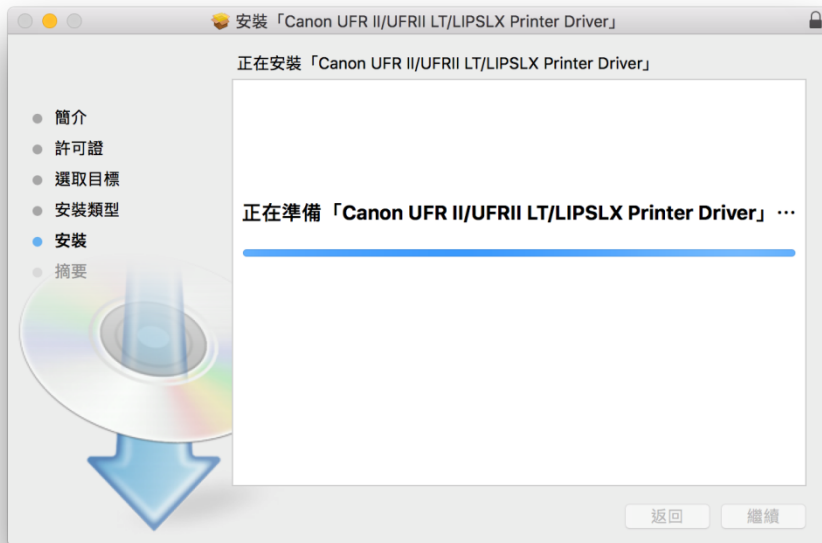 安裝「Canon UFR II/UFRII LT/LIPSLX Printer Driver」
正在安裝「Canon UFR II/UFRII LT/LIPSLX Printer Driver」
簡介
許可證
選取目標
安裝類型
安裝
摘要
正在準備「Canon UFR II/UFRII LT/LIPSLX Printer Driver」…
返回
繼續